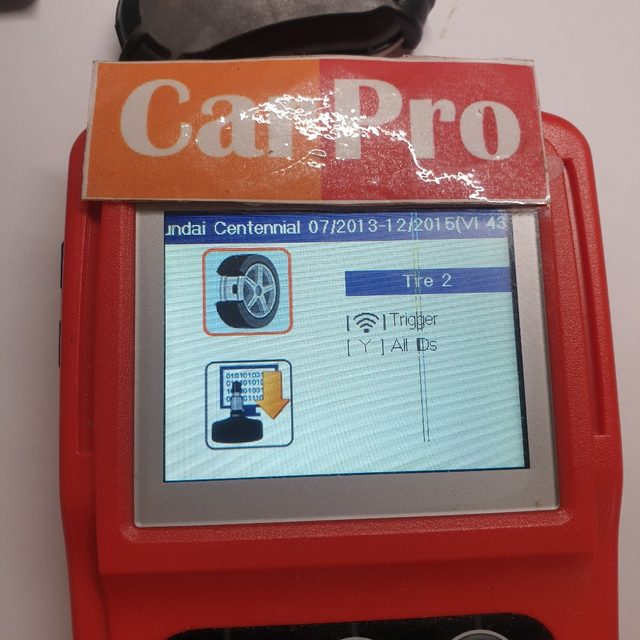 CarPro
undai Centennial 07/2013-12/2015(VI 43
Tire 2
[ ] Trigger
[ Y ] All IDs